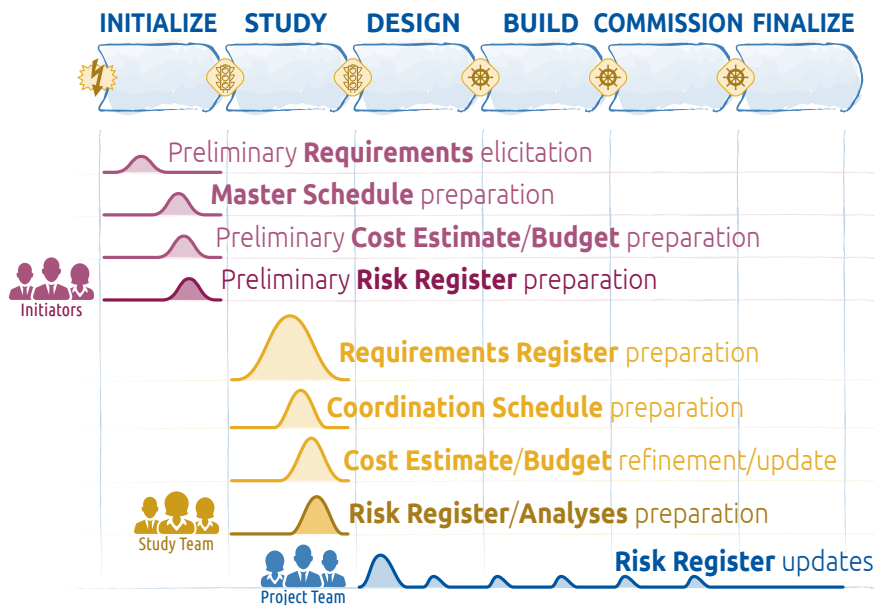 INITIALIZE STUDY DESIGN BUILD COMMISSION FINALIZE
Preliminary Requirements elicitation
Master Schedule preparation
Preliminary Cost Estimate/Budget preparation
Preliminary Risk Register preparation
Initiators
Requirements Register preparation
Coordination Schedule preparation
Cost Estimate/Budget refinement/update
Risk Register/Analyses preparation
Study Team
Risk Register updates
Project Team